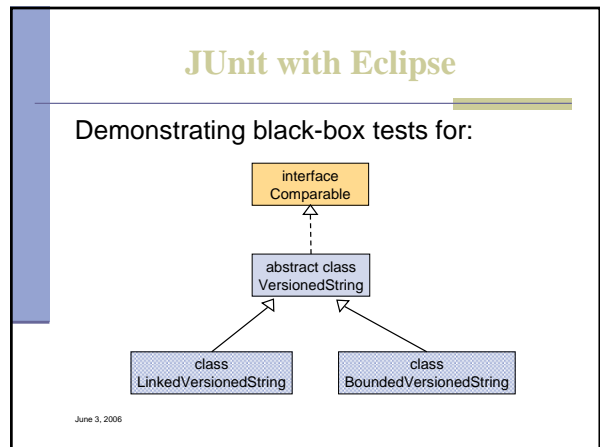 JUnit with Eclipse
Demonstrating black-box tests for:
interface
Comparable
abstract class
VersionedString
class
LinkedVersionedString
class
BoundedVersionedString
June 3, 2006